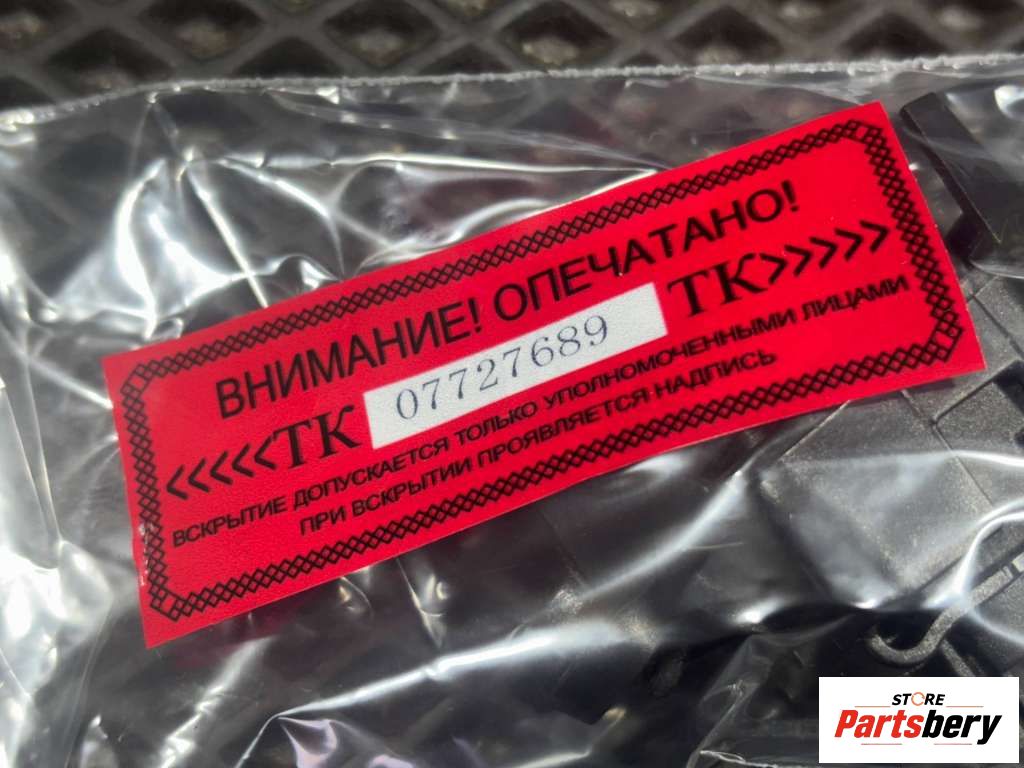 ВНИМАНИЕ! ОПЕЧАТАНО!
<<<<<ТК 07727689 ТК>>>>>
ВСКРЫТИЕ ДОПУСКАЕТСЯ ТОЛЬКО УПОЛНОМОЧЕННЫМИ ЛИЦАМИ
ПРИ ВСКРЫТИИ ПРОЯВЛЯЕТСЯ НАДПИСЬ
STORE
Partsbery